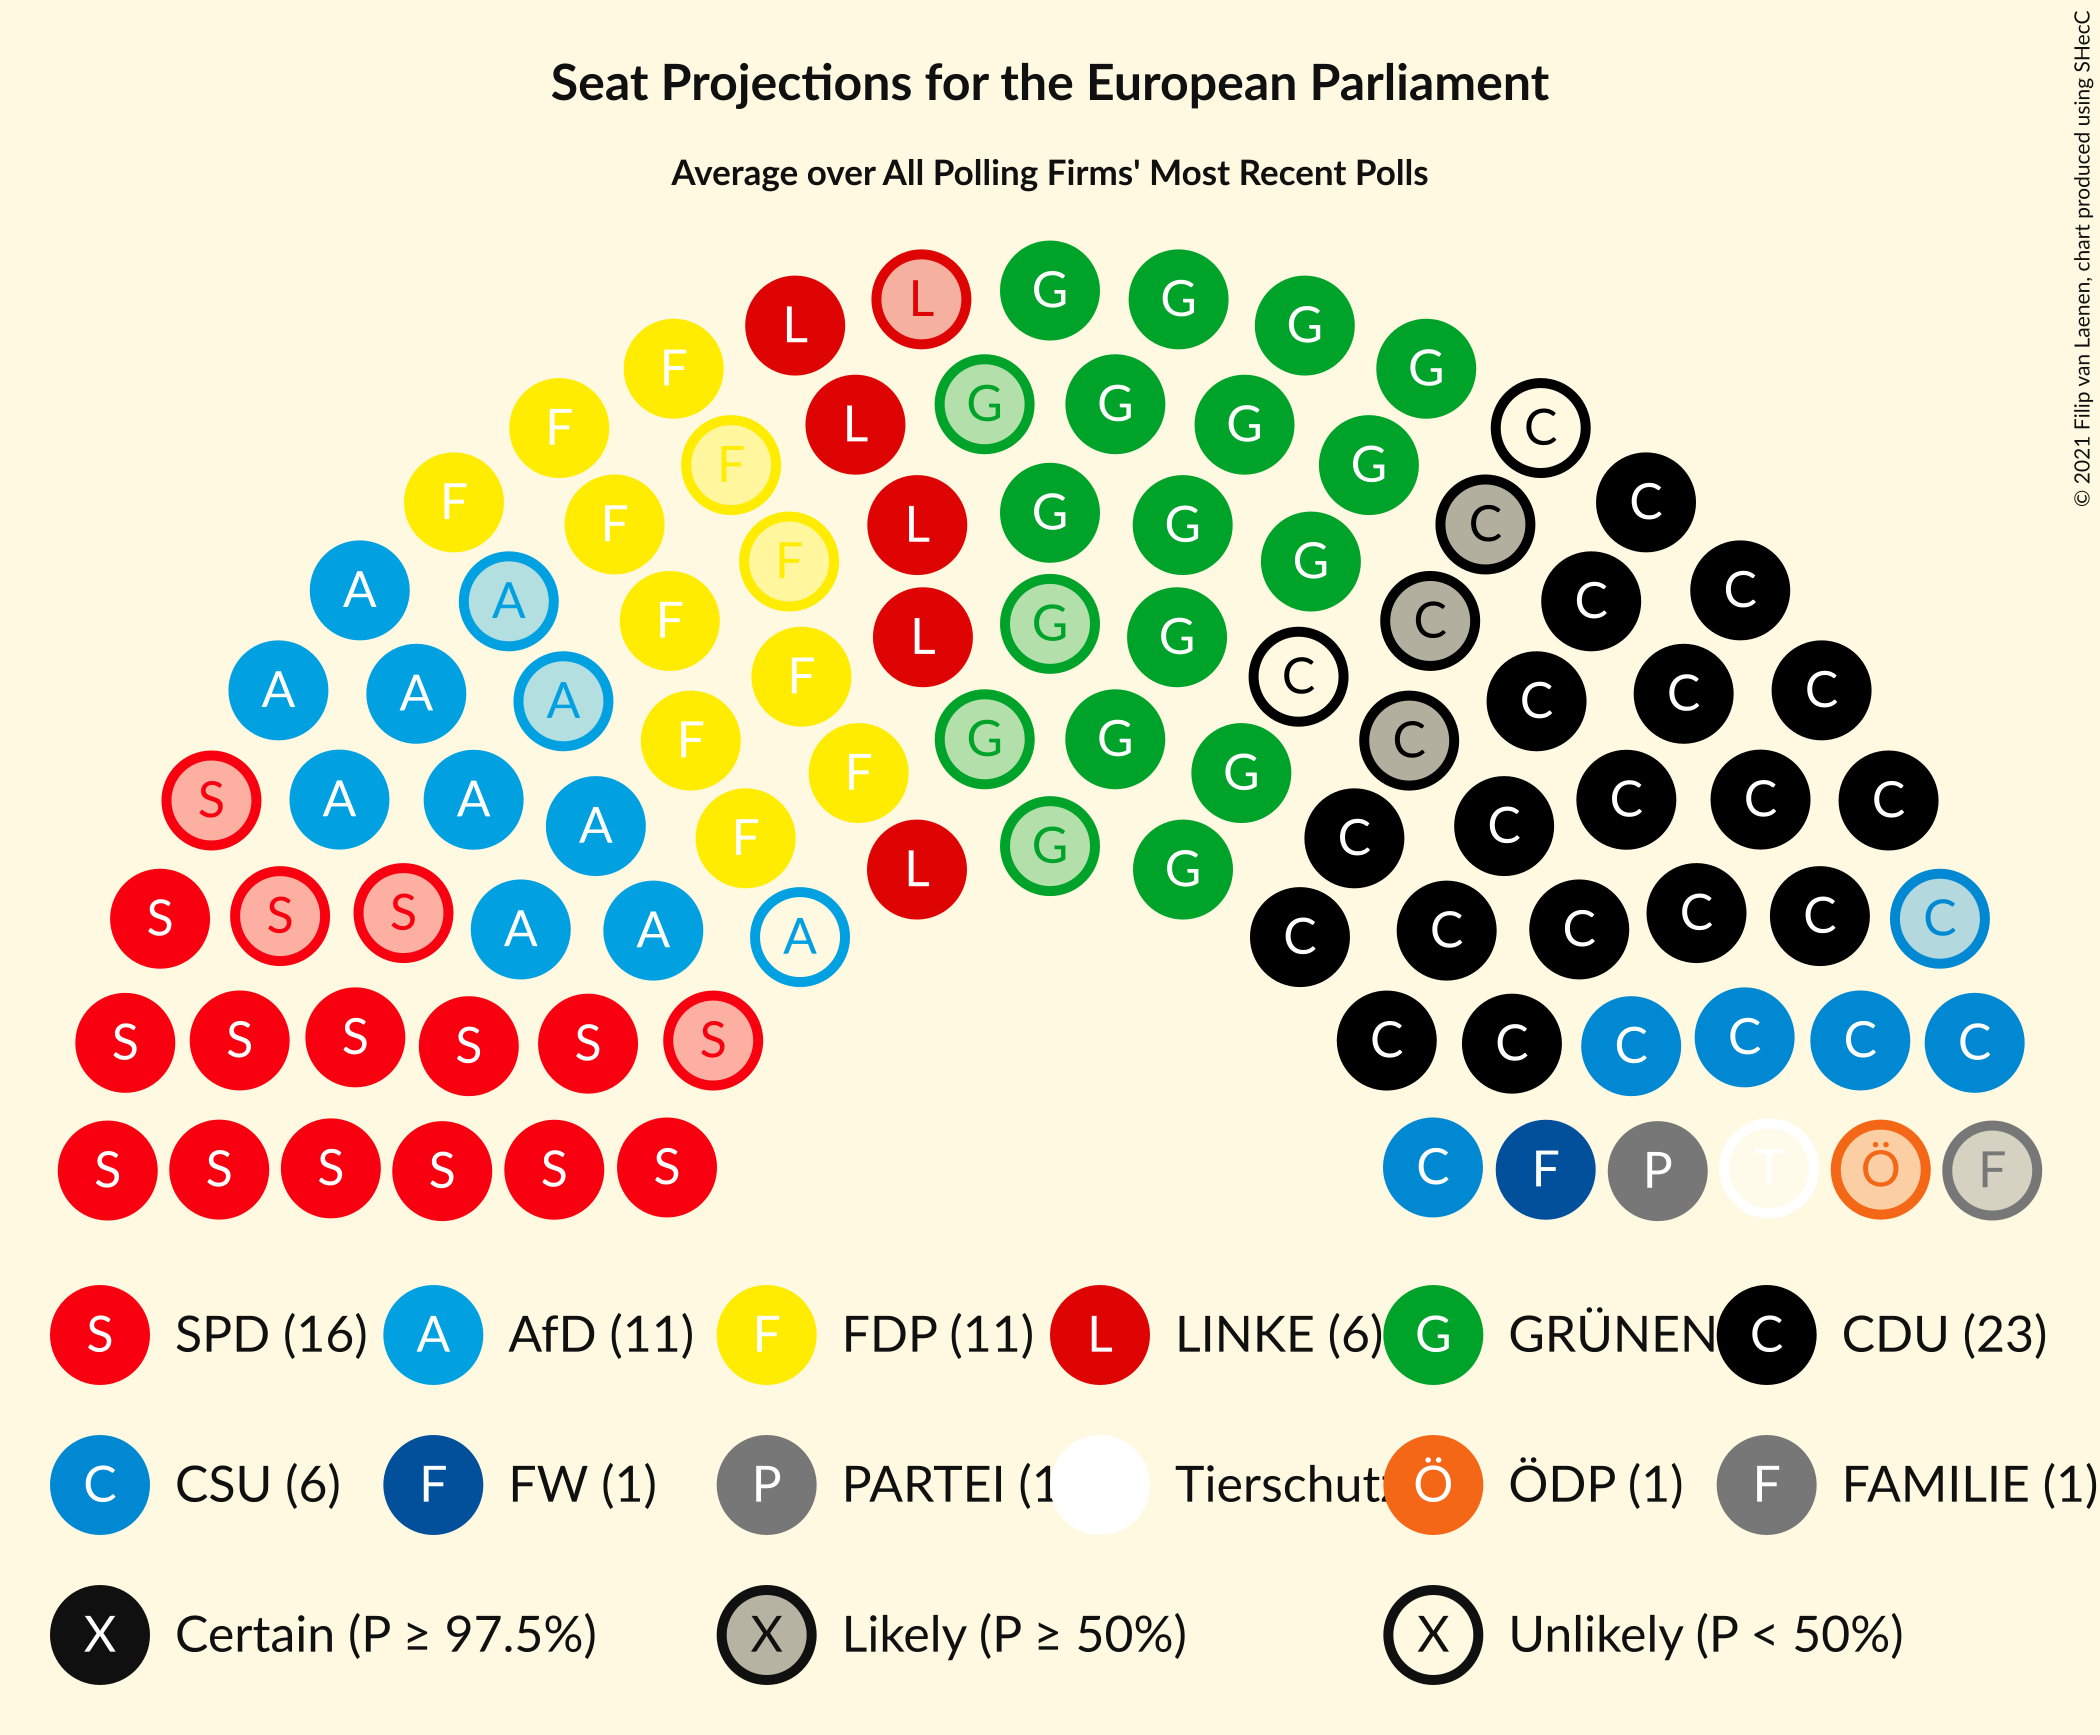 Seat Projections for the European Parliament
Average over All Polling Firms' Most Recent Polls
© 2021 Filip van Laenen, chart produced using SHecC
L G G G
L F G G
F L G G G C
F F L G G G C C
F F L G G G C C C
A A F F L G G C C C C
A A A F F G G G C C C C C
S A A A F F L G G C C C C C C
S S S A A A C C C C C C
S S S S S S C C C C C C
S S S S S S C F P T Ö F
S SPD (16) A AfD (11) F FDP (11) L LINKE (6) G GRÜNEN C CDU (23)
C CSU (6) F FW (1) P PARTEI (1 Tierschutz Ö ÖDP (1) F FAMILIE (1)
X Certain (P ≥ 97.5%) X Likely (P ≥ 50%) X Unlikely (P < 50%)